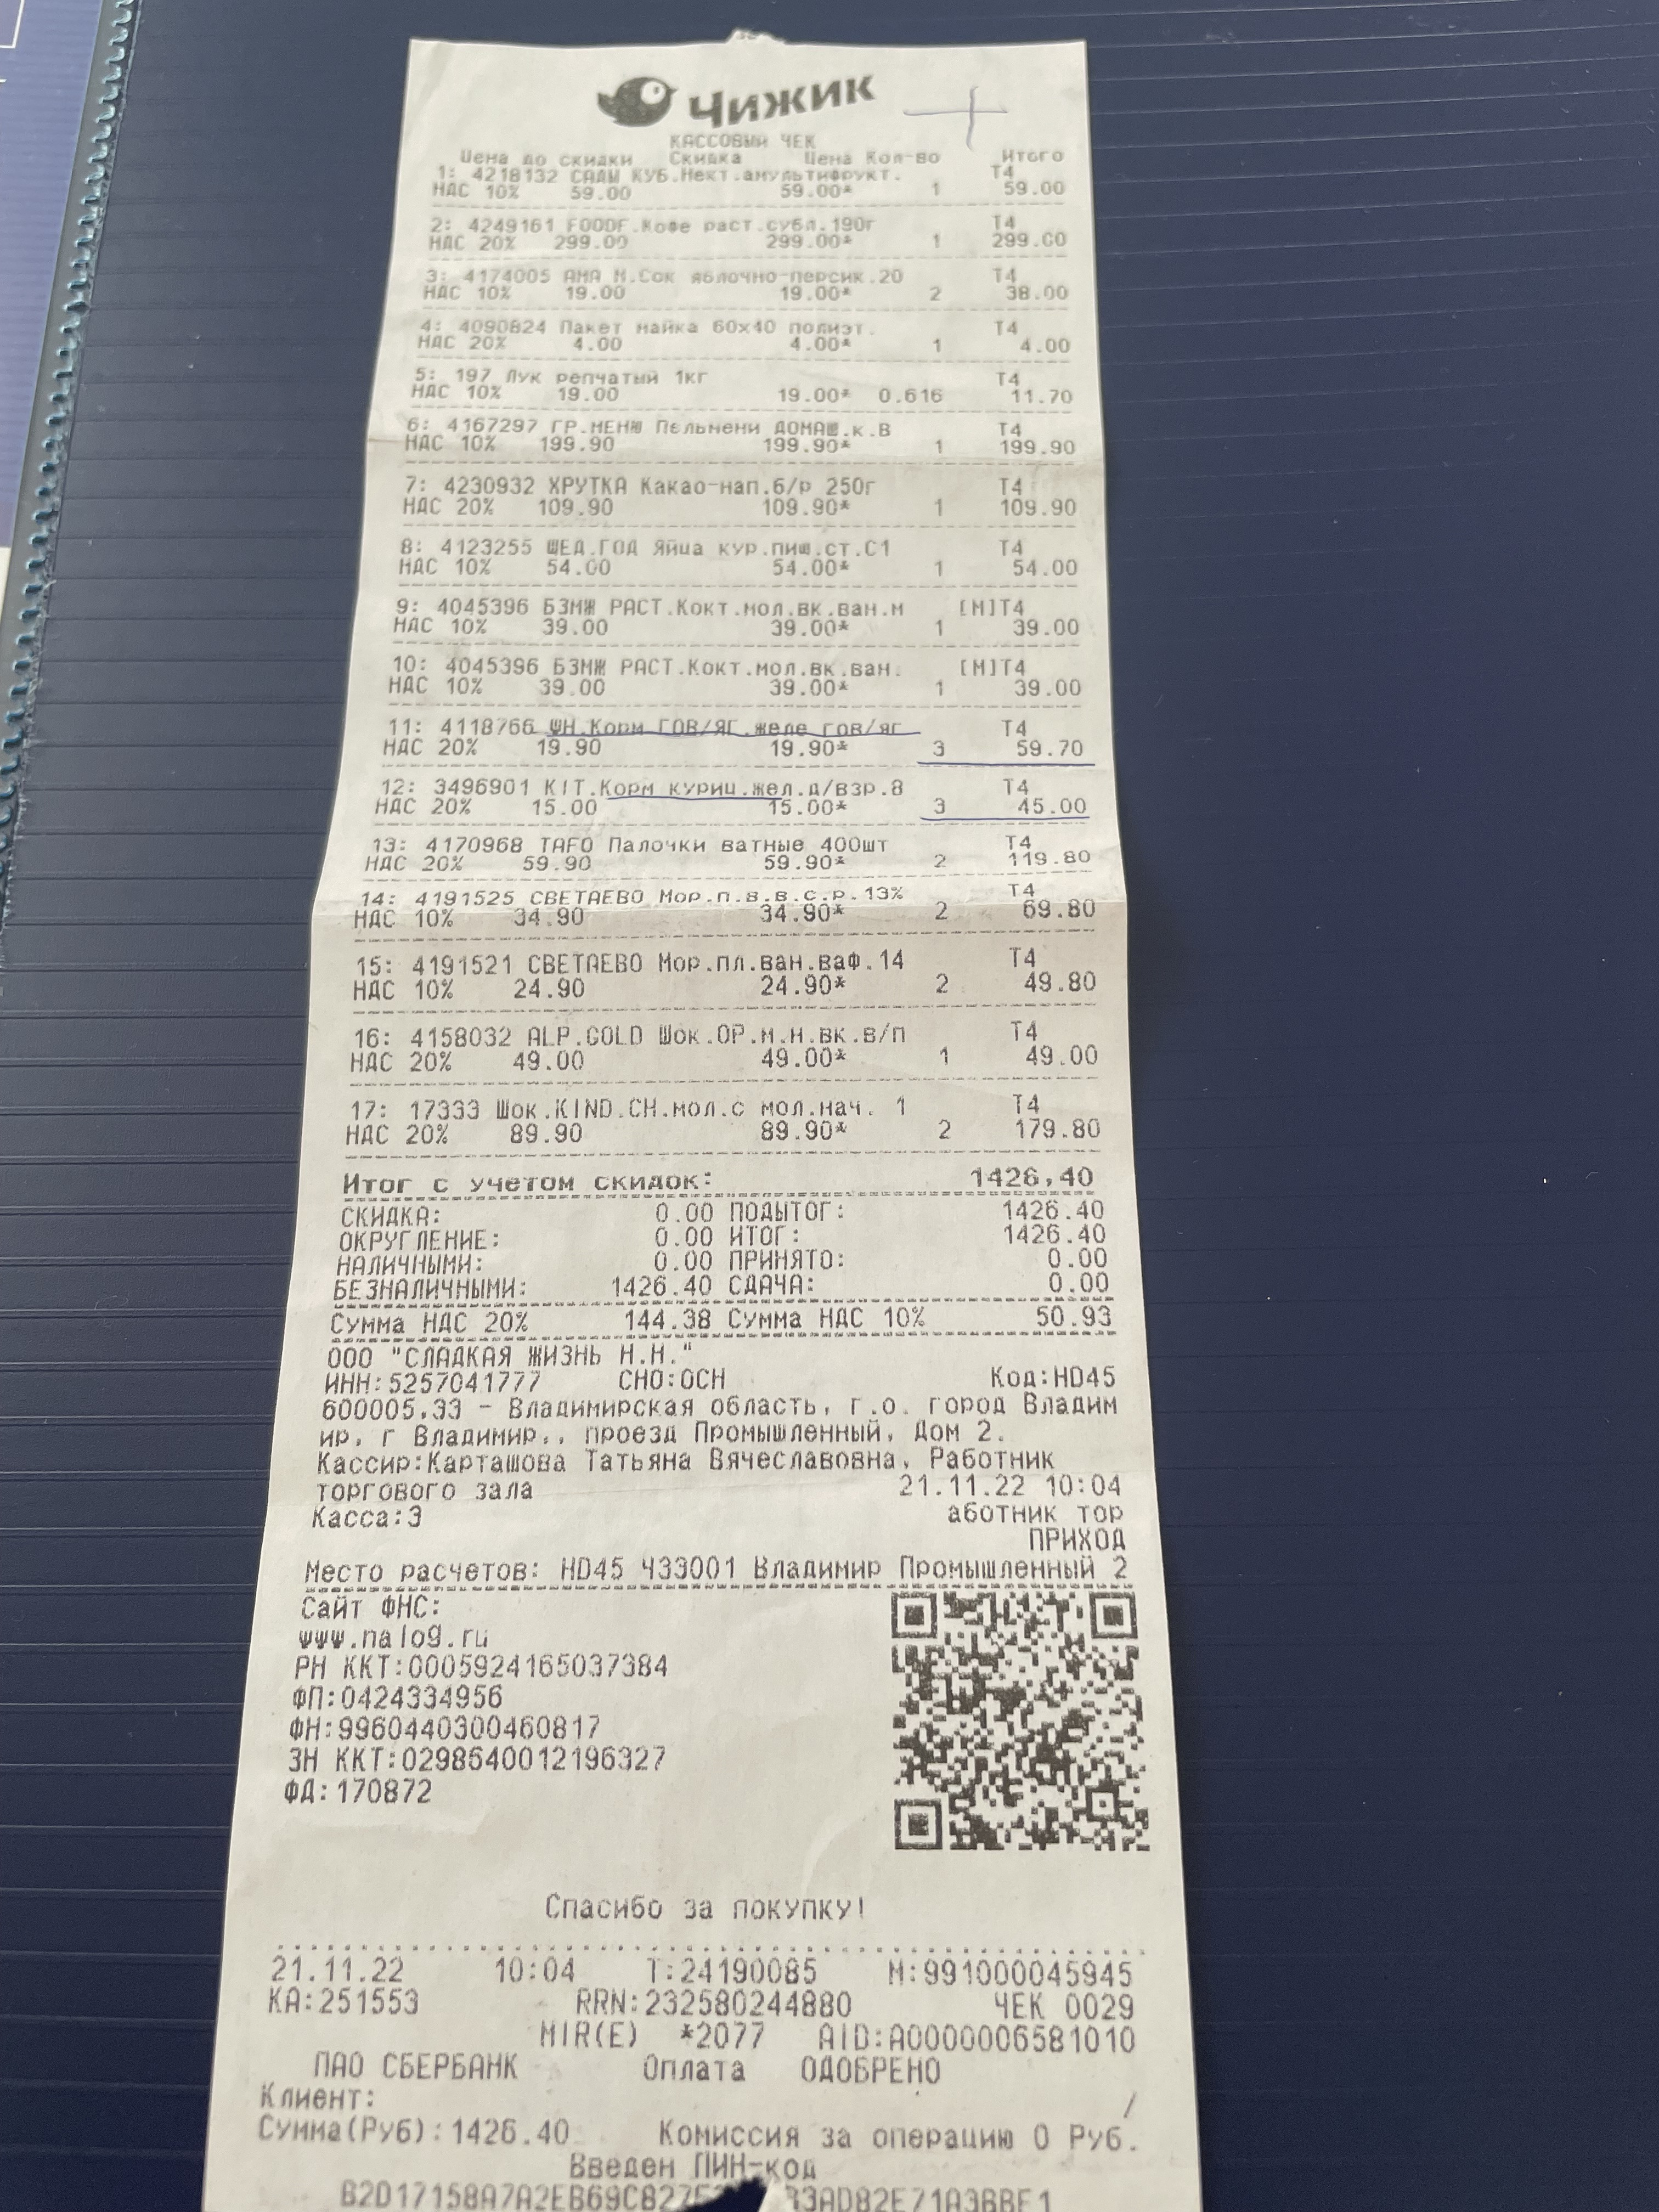 ЧИЖИК
КАССОВЫЙ ЧЕК
Цена до скидки Скидка Цена Кол-во Итого
1: 4218132 САДЫ КУБ.Нект.амультифрукт. Т4
НДС 10% 59.00 59.00* 1 59.00
2: 4249161 FOODF.Кофе раст.субл.190г Т4
НДС 20% 299.00 299.00* 1 299.00
3: 4174005 АМА М.Сок яблочно-персик.20 Т4
НДС 10% 19.00 19.00* 2 38.00
4: 4090824 Пакет майка 60х40 полиэт. Т4
НДС 20% 4.00 4.00* 1 4.00
5: 197 Лук репчатый 1кг Т4
НДС 10% 19.00 19.00* 0.616 11.70
6: 4167297 ГР.МЕНЮ Пельмени ДОМАШ.к.В Т4
НДС 10% 199.90 199.90* 1 199.90
7: 4230932 ХРУТКА Какао-нап.б/р 250г Т4
НДС 20% 109.90 109.90* 1 109.90
8: 4123255 ЩЕД.ГОД Яйца кур.пищ.ст.С1 Т4
НДС 10% 54.00 54.00* 1 54.00
9: 4045396 БЗМЖ РАСТ.Кокт.мол.вк.ван.м [М]Т4
НДС 10% 39.00 39.00* 1 39.00
10: 4045396 БЗМЖ РАСТ.Кокт.мол.вк.ван. [М]Т4
НДС 10% 39.00 39.00* 1 39.00
11: 4118766 ФН.Корм ГОВ/ЯГ.желе гов/яг Т4
НДС 20% 19.90 19.90* 3 59.70
12: 3496901 KIT.Корм куриц.жел.д/взр.8 Т4
НДС 20% 15.00 15.00* 3 45.00
13: 4170968 TAFO Палочки ватные 400шт Т4
НДС 20% 59.90 59.90* 2 119.80
14: 4191525 СВЕТАЕВО Мор.п.в.в.с.р.13% Т4
НДС 10% 34.90 34.90* 2 69.80
15: 4191521 СВЕТАЕВО Мор.пл.ван.ваф.14 Т4
НДС 10% 24.90 24.90* 2 49.80
16: 4158032 ALP.GOLD Шок.ОР.м.н.вк.в/п Т4
НДС 20% 49.00 49.00* 1 49.00
17: 17333 Шок.KIND.CH.мол.с мол.нач. 1 Т4
НДС 20% 89.90 89.90* 2 179.80
Итог с учетом скидок: 1426,40
СКИДКА: 0.00 ПОДЫТОГ: 1426.40
ОКРУГЛЕНИЕ: 0.00 ИТОГ: 1426.40
НАЛИЧНЫМИ: 0.00 ПРИНЯТО: 0.00
БЕЗНАЛИЧНЫМИ: 1426.40 СДАЧА: 0.00
Сумма НДС 20% 144.38 Сумма НДС 10% 50.93
ООО "СЛАДКАЯ ЖИЗНЬ Н.Н."
ИНН:5257041777 СНО:ОСН Код:HD45
600005,33 - Владимирская область, г.о. город Владим
ир, г Владимир,, проезд Промышленный, Дом 2.
Кассир:Карташова Татьяна Вячеславовна, Работник
торгового зала 21.11.22 10:04
Касса:3 аботник тор
ПРИХОД
Место расчетов: HD45 Ч33001 Владимир Промышленный 2
Сайт ФНС:
www.nalog.ru
РН ККТ:0005924165037384
ФП:0424334956
ФН:9960440300460817
ЗН ККТ:0298640012196327
ФД:170872
Спасибо за покупку!
21.11.22 10:04 Т:24190085 М:991000045945
КА:251553 RRN:232580244880 ЧЕК 0029
MIR(E) *2077 AID:A0000006581010
ПАО СБЕРБАНК Оплата ОДОБРЕНО
Клиент:
Сумма(Руб):1426.40 Комиссия за операцию 0 Руб.
Введен ПИН-код